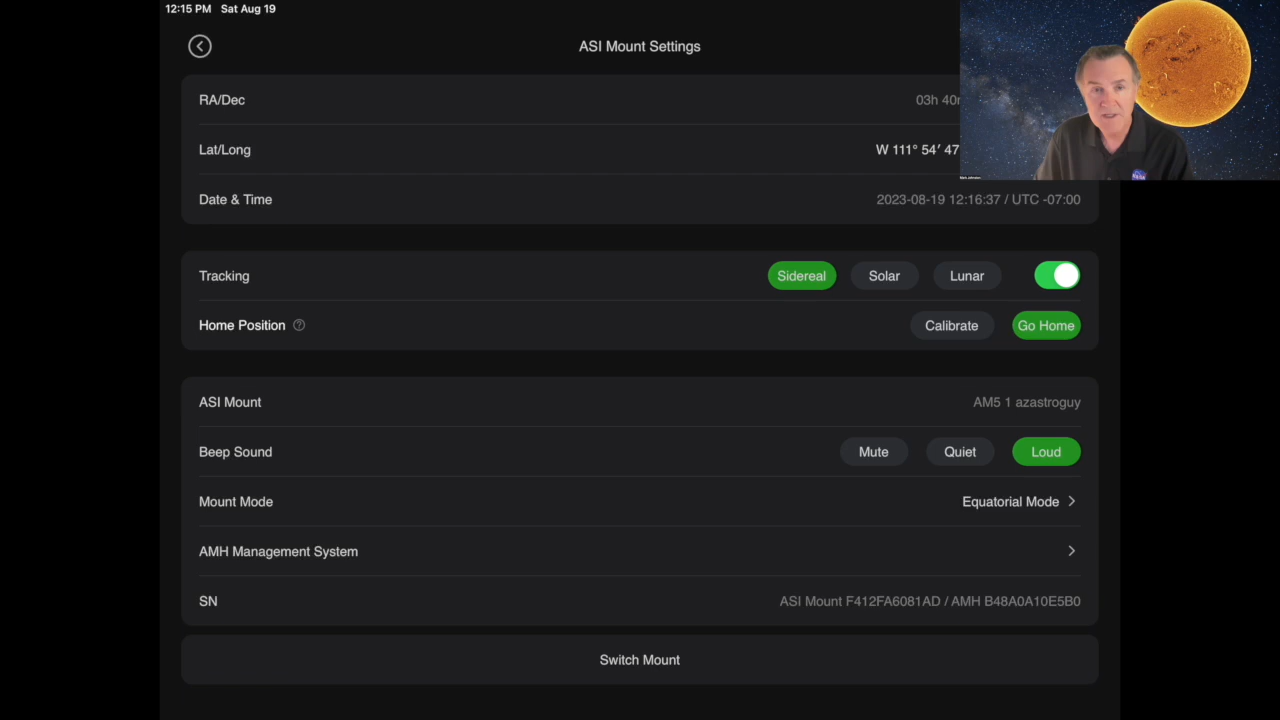 12:15 PM Sat Aug 19
ASI Mount Settings
RA/Dec 03h 40m
Lat/Long W 111° 54′ 47
Date & Time 2023-08-19 12:16:37 / UTC -07:00
Tracking Sidereal Solar Lunar
Home Position ? Calibrate Go Home
ASI Mount AM5 1 azastroguy
Beep Sound Mute Quiet Loud
Mount Mode Equatorial Mode
AMH Management System
SN ASI Mount F412FA6081AD / AMH B48A0A10E5B0
Switch Mount